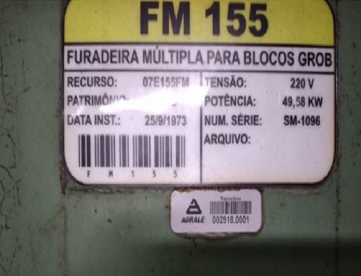 FM 155
FURADEIRA MÚLTIPLA PARA BLOCOS GROB
RECURSO: 07E155FM TENSÃO: 220 V
PATRIMÔNIO POTÊNCIA: 49,58 KW
DATA INST.: 25/9/1973 NUM. SÉRIE: SM-1096
ARQUIVO:
F M 1 5 5
AGRALE 002918.0001